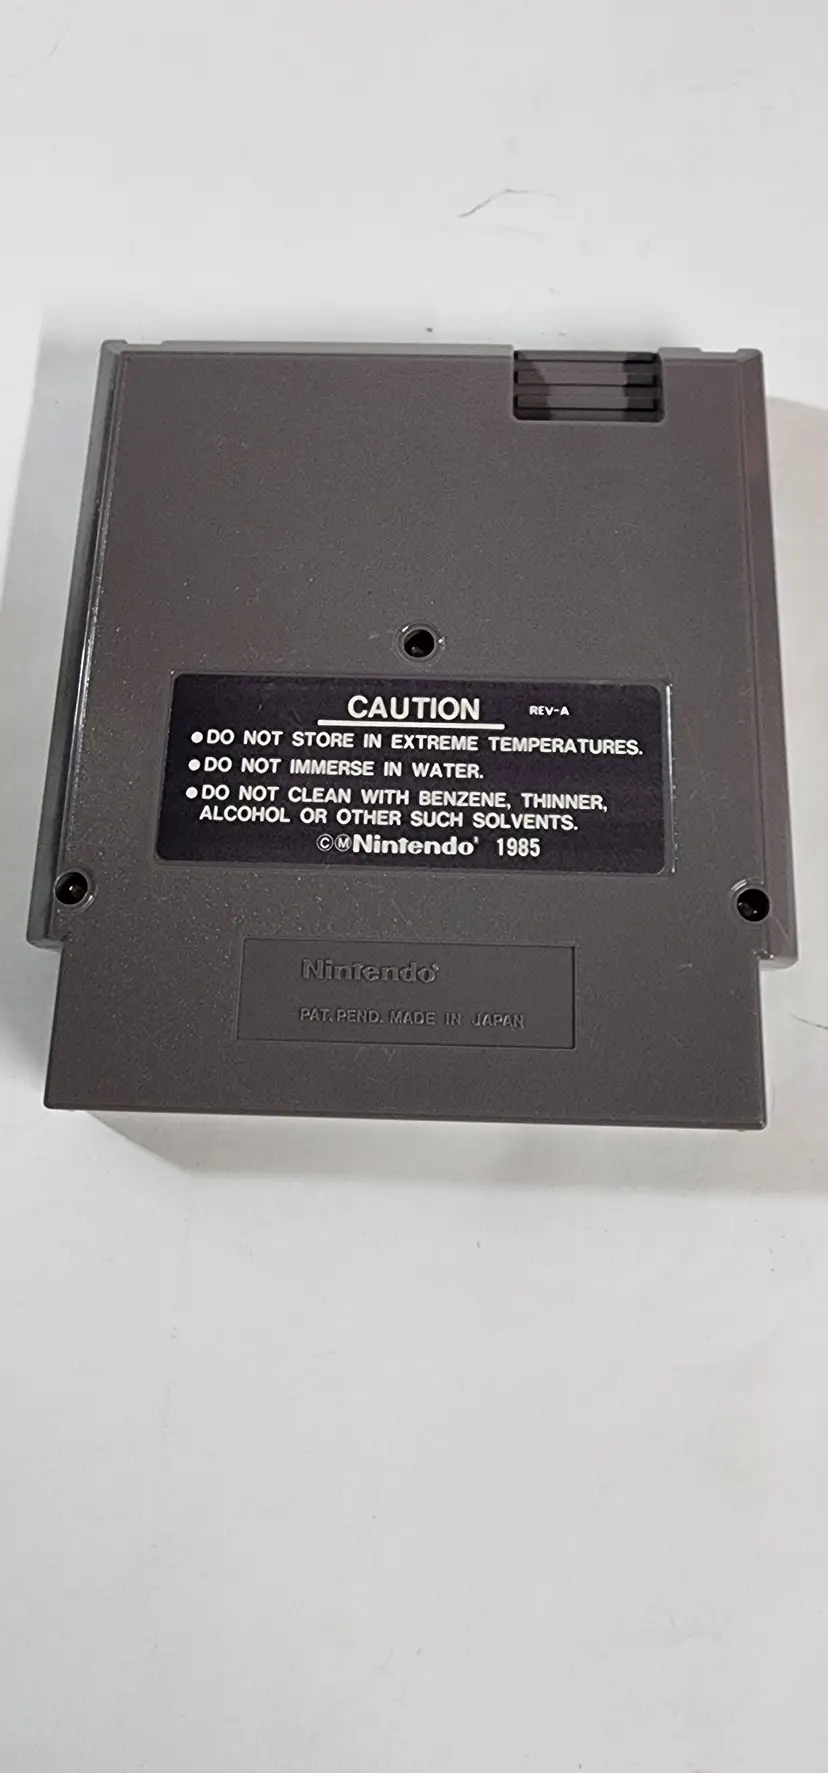 CAUTION REV-A
●DO NOT STORE IN EXTREME TEMPERATURES.
●DO NOT IMMERSE IN WATER.
●DO NOT CLEAN WITH BENZENE, THINNER,
ALCOHOL OR OTHER SUCH SOLVENTS.
©ⓂNintendo® 1985
Nintendo®
PAT. PEND. MADE IN JAPAN